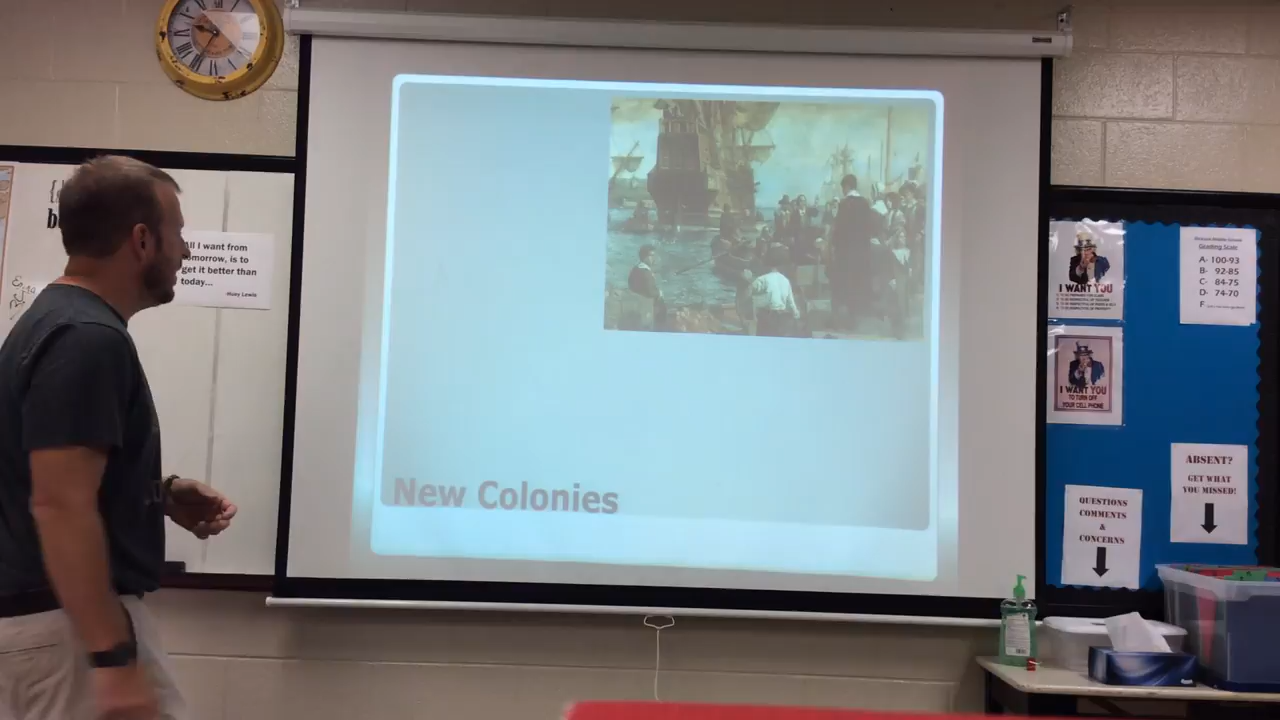 All I want from
tomorrow, is to
get it better than
today...
-Huey Lewis
New Colonies
I WANT YOU
I WANT YOU
TO TURN OFF
YOUR CELL PHONE
Grading Scale
A- 100-93
B- 92-85
C- 84-75
D- 74-70
F
QUESTIONS
COMMENTS
&
CONCERNS
ABSENT?
GET WHAT
YOU MISSED!